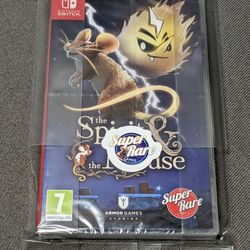 NINTENDO
SWITCH
the
Spirit &
Super
Rare
the Mouse
7
www.pegi.info
ARMOR GAMES
STUDIOS
Super
Rare